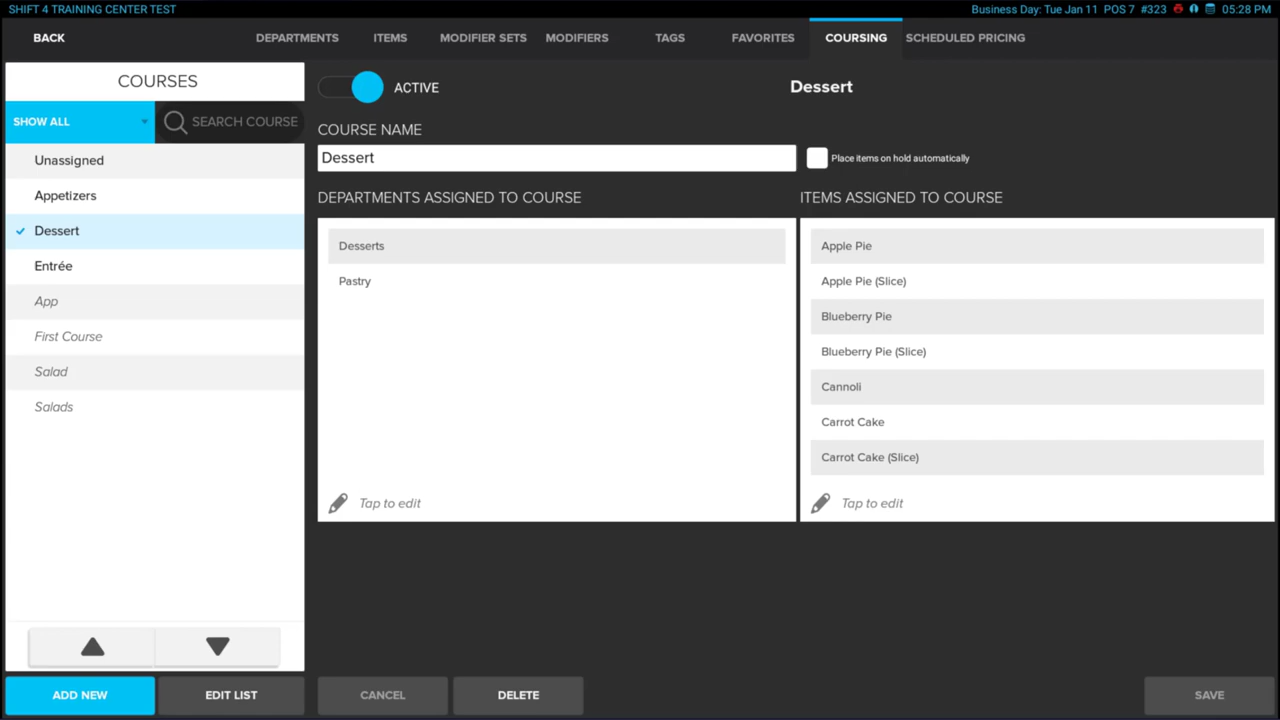 SHIFT 4 TRAINING CENTER TEST
Business Day: Tue Jan 11 POS 7 #323 05:28 PM
BACK
DEPARTMENTS
ITEMS
MODIFIER SETS
MODIFIERS
TAGS
FAVORITES
COURSING
SCHEDULED PRICING
COURSES
SHOW ALL
SEARCH COURSE
Unassigned
Appetizers
Dessert
Entrée
App
First Course
Salad
Salads
ADD NEW
EDIT LIST
ACTIVE
Dessert
COURSE NAME
Dessert
Place items on hold automatically
DEPARTMENTS ASSIGNED TO COURSE
Desserts
Pastry
Tap to edit
ITEMS ASSIGNED TO COURSE
Apple Pie
Apple Pie (Slice)
Blueberry Pie
Blueberry Pie (Slice)
Cannoli
Carrot Cake
Carrot Cake (Slice)
Tap to edit
CANCEL
DELETE
SAVE